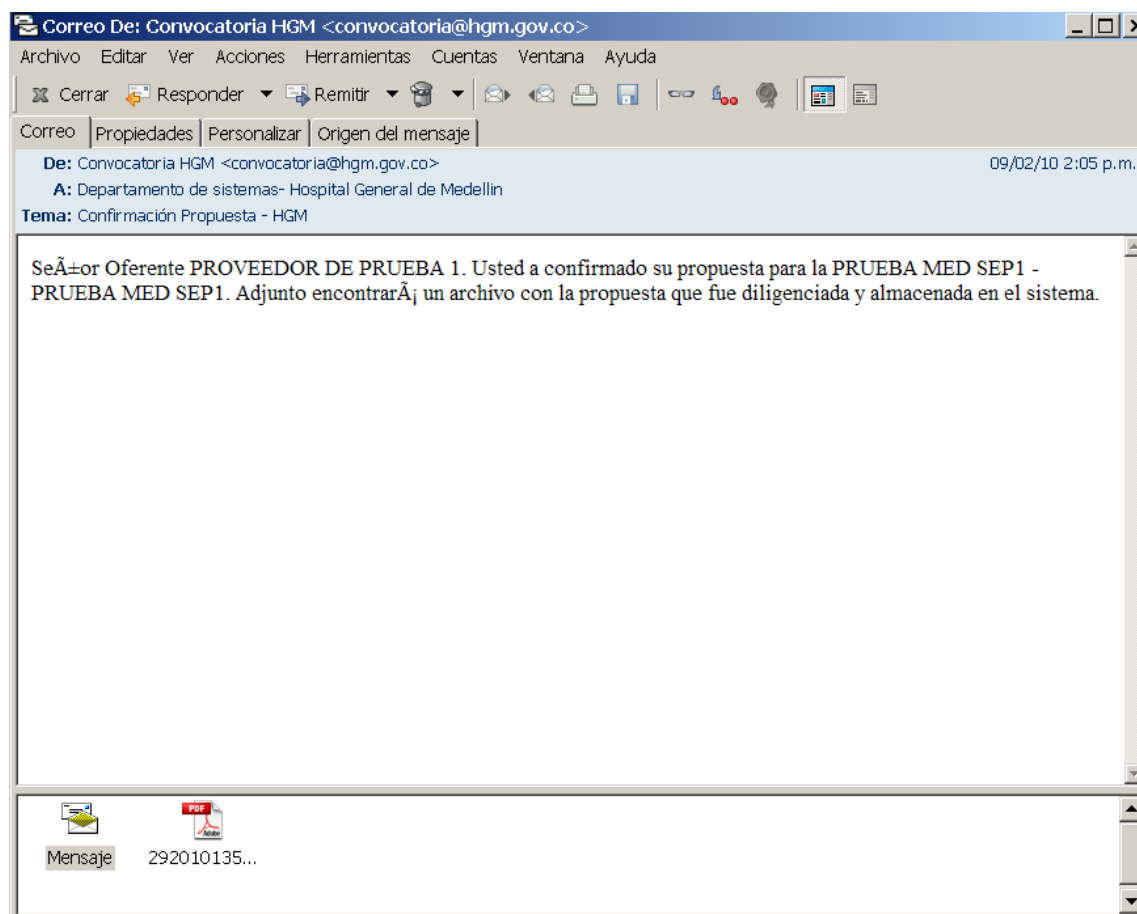 Correo De: Convocatoria HGM <convocatoria@hgm.gov.co>
Archivo Editar Ver Acciones Herramientas Cuentas Ventana Ayuda
Cerrar Responder Remitir
Correo Propiedades Personalizar Origen del mensaje
De: Convocatoria HGM <convocatoria@hgm.gov.co> 09/02/10 2:05 p.m.
A: Departamento de sistemas- Hospital General de Medellin
Tema: Confirmación Propuesta - HGM
SeÃ±or Oferente PROVEEDOR DE PRUEBA 1. Usted a confirmado su propuesta para la PRUEBA MED SEP1 -
PRUEBA MED SEP1. Adjunto encontrarÃ¡ un archivo con la propuesta que fue diligenciada y almacenada en el sistema.
PDF
Adobe
Mensaje 292010135...